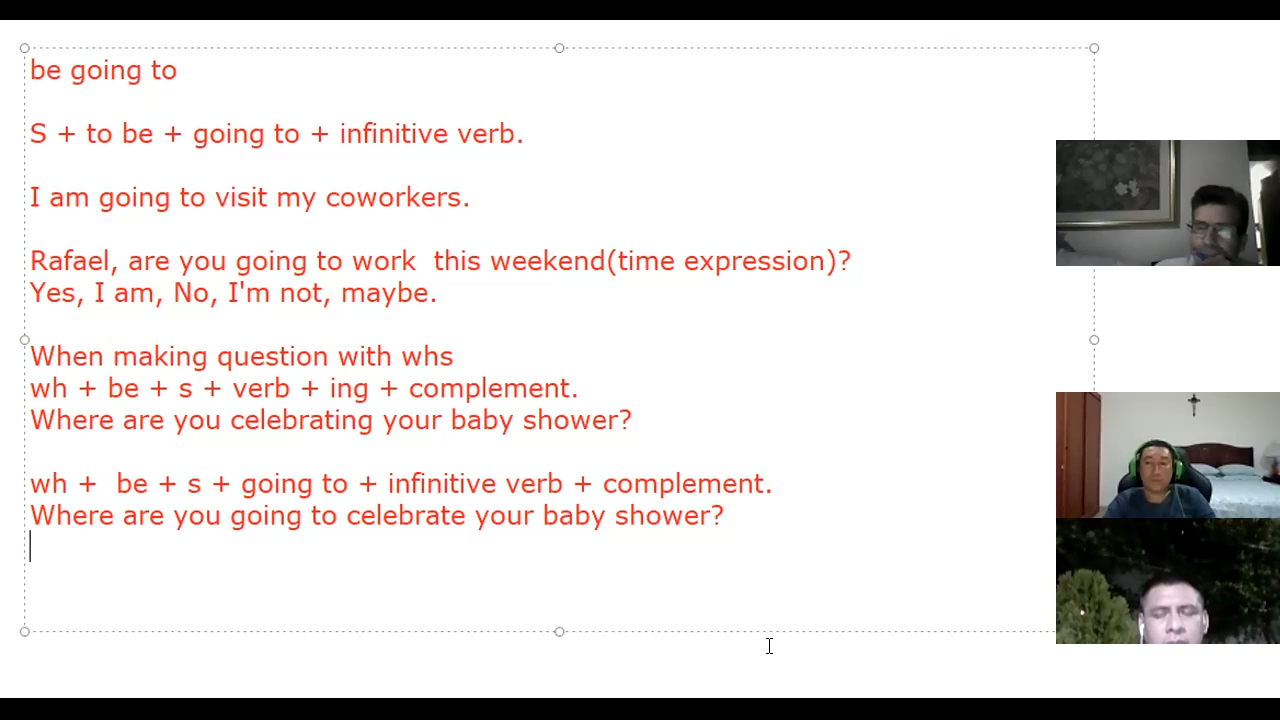 be going to
S + to be + going to + infinitive verb.
I am going to visit my coworkers.
Rafael, are you going to work  this weekend(time expression)?
Yes, I am, No, I'm not, maybe.
When making question with whs
wh + be + s + verb + ing + complement.
Where are you celebrating your baby shower?
wh +  be + s + going to + infinitive verb + complement.
Where are you going to celebrate your baby shower?